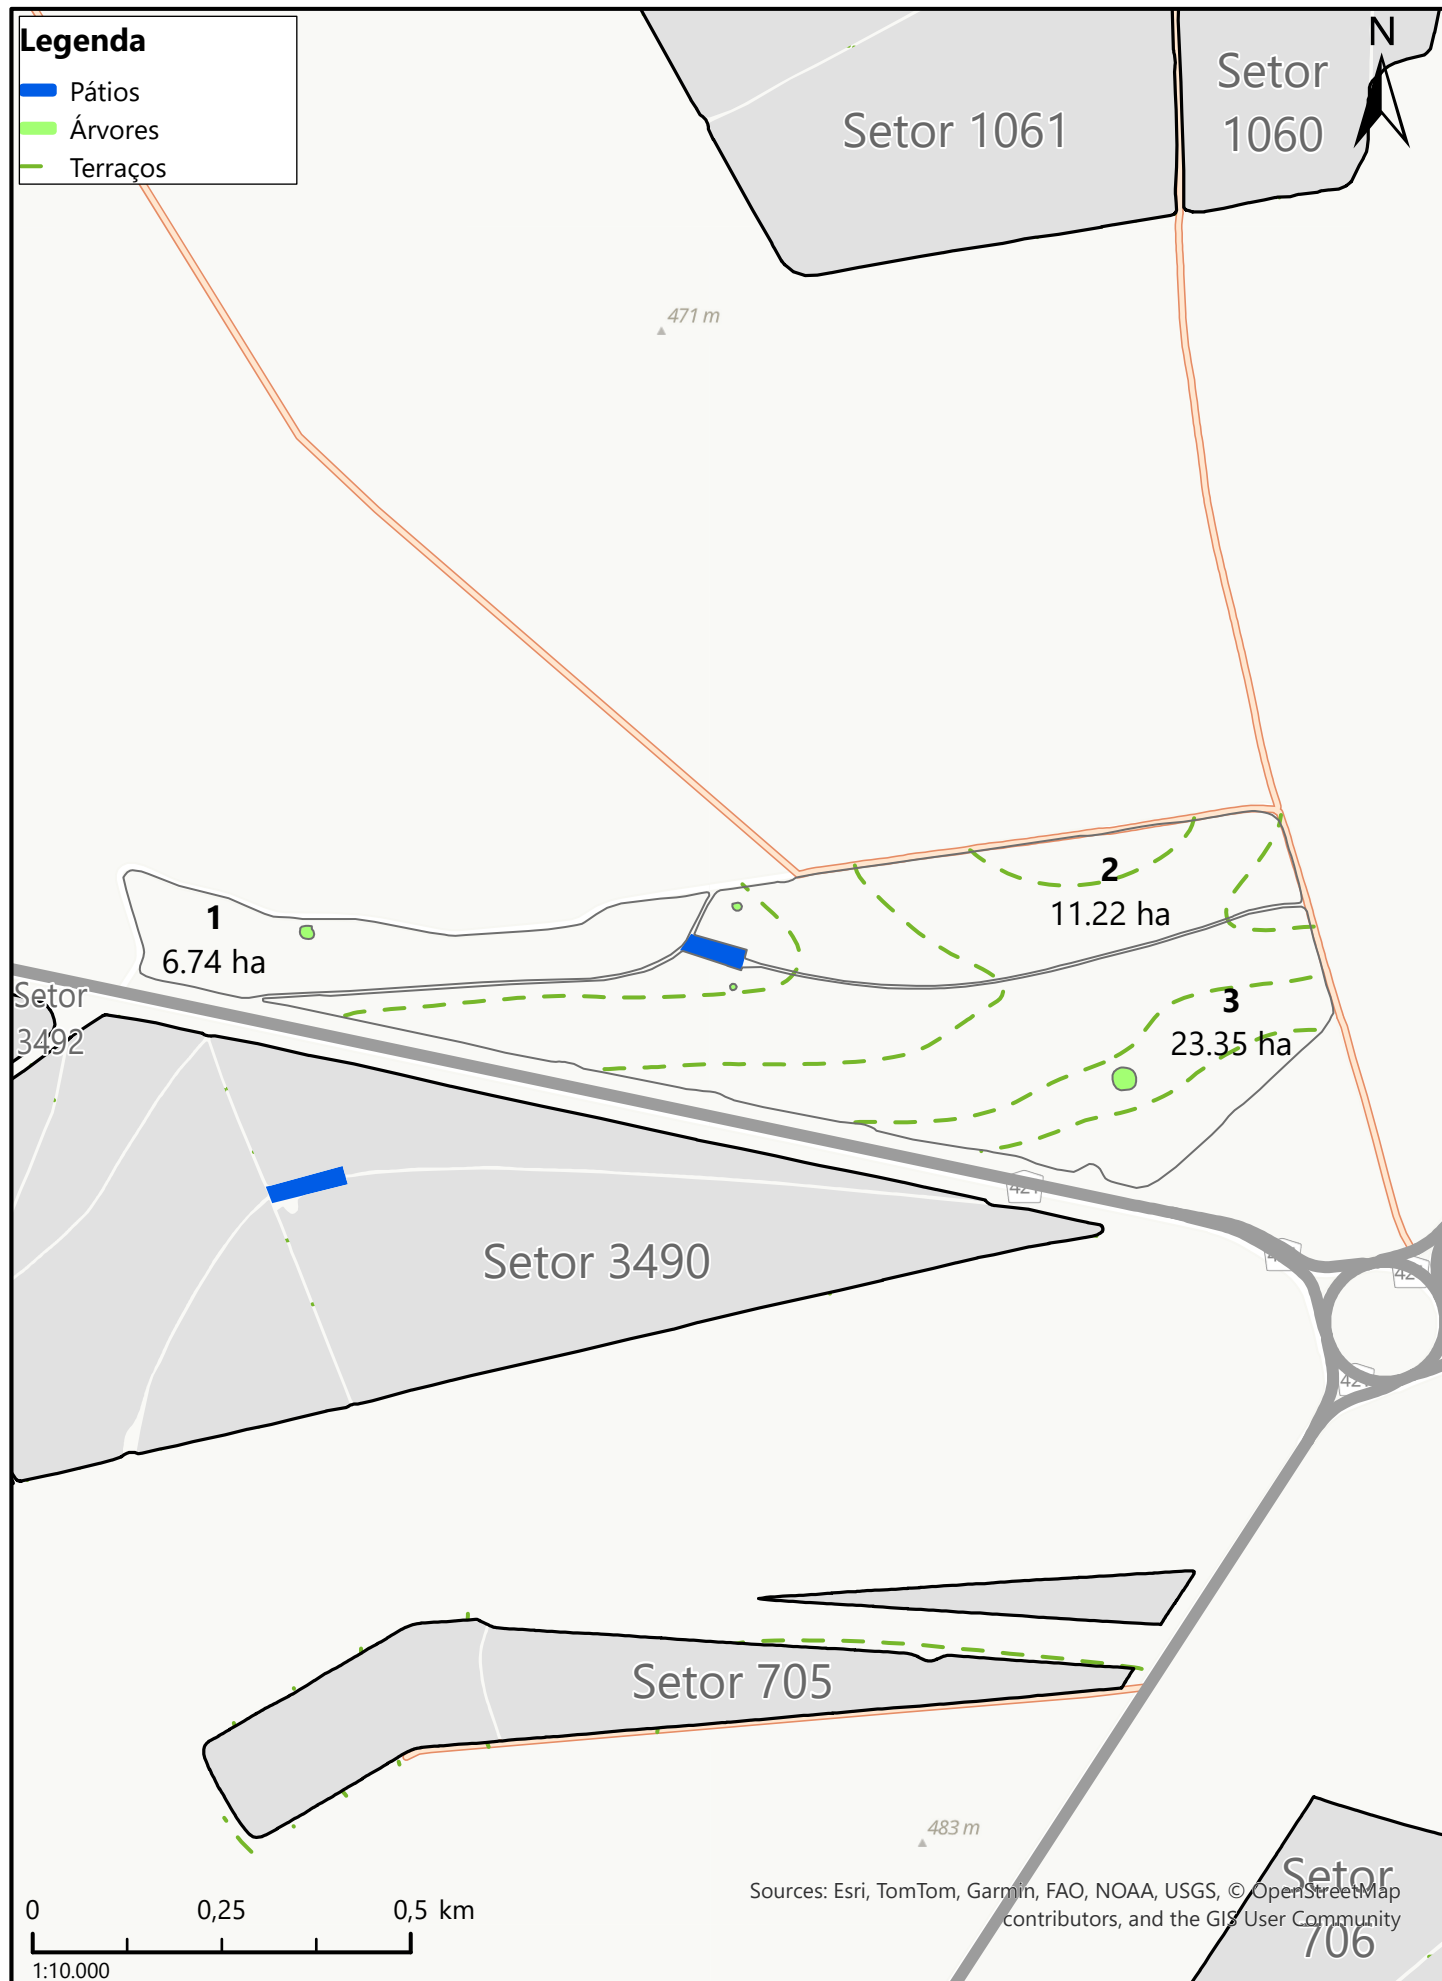 Legenda
Pátios
Árvores
Terraços
N
Setor
1060
Setor 1061
471 m
1
6.74 ha
2
11.22 ha
3
23.35 ha
Setor
3492
421
Setor 3490
Setor 705
483 m
0 0,25 0,5 km
1:10.000
Sources: Esri, TomTom, Garmin, FAO, NOAA, USGS, © OpenStreetMap
contributors, and the GIS User Community
Setor
706